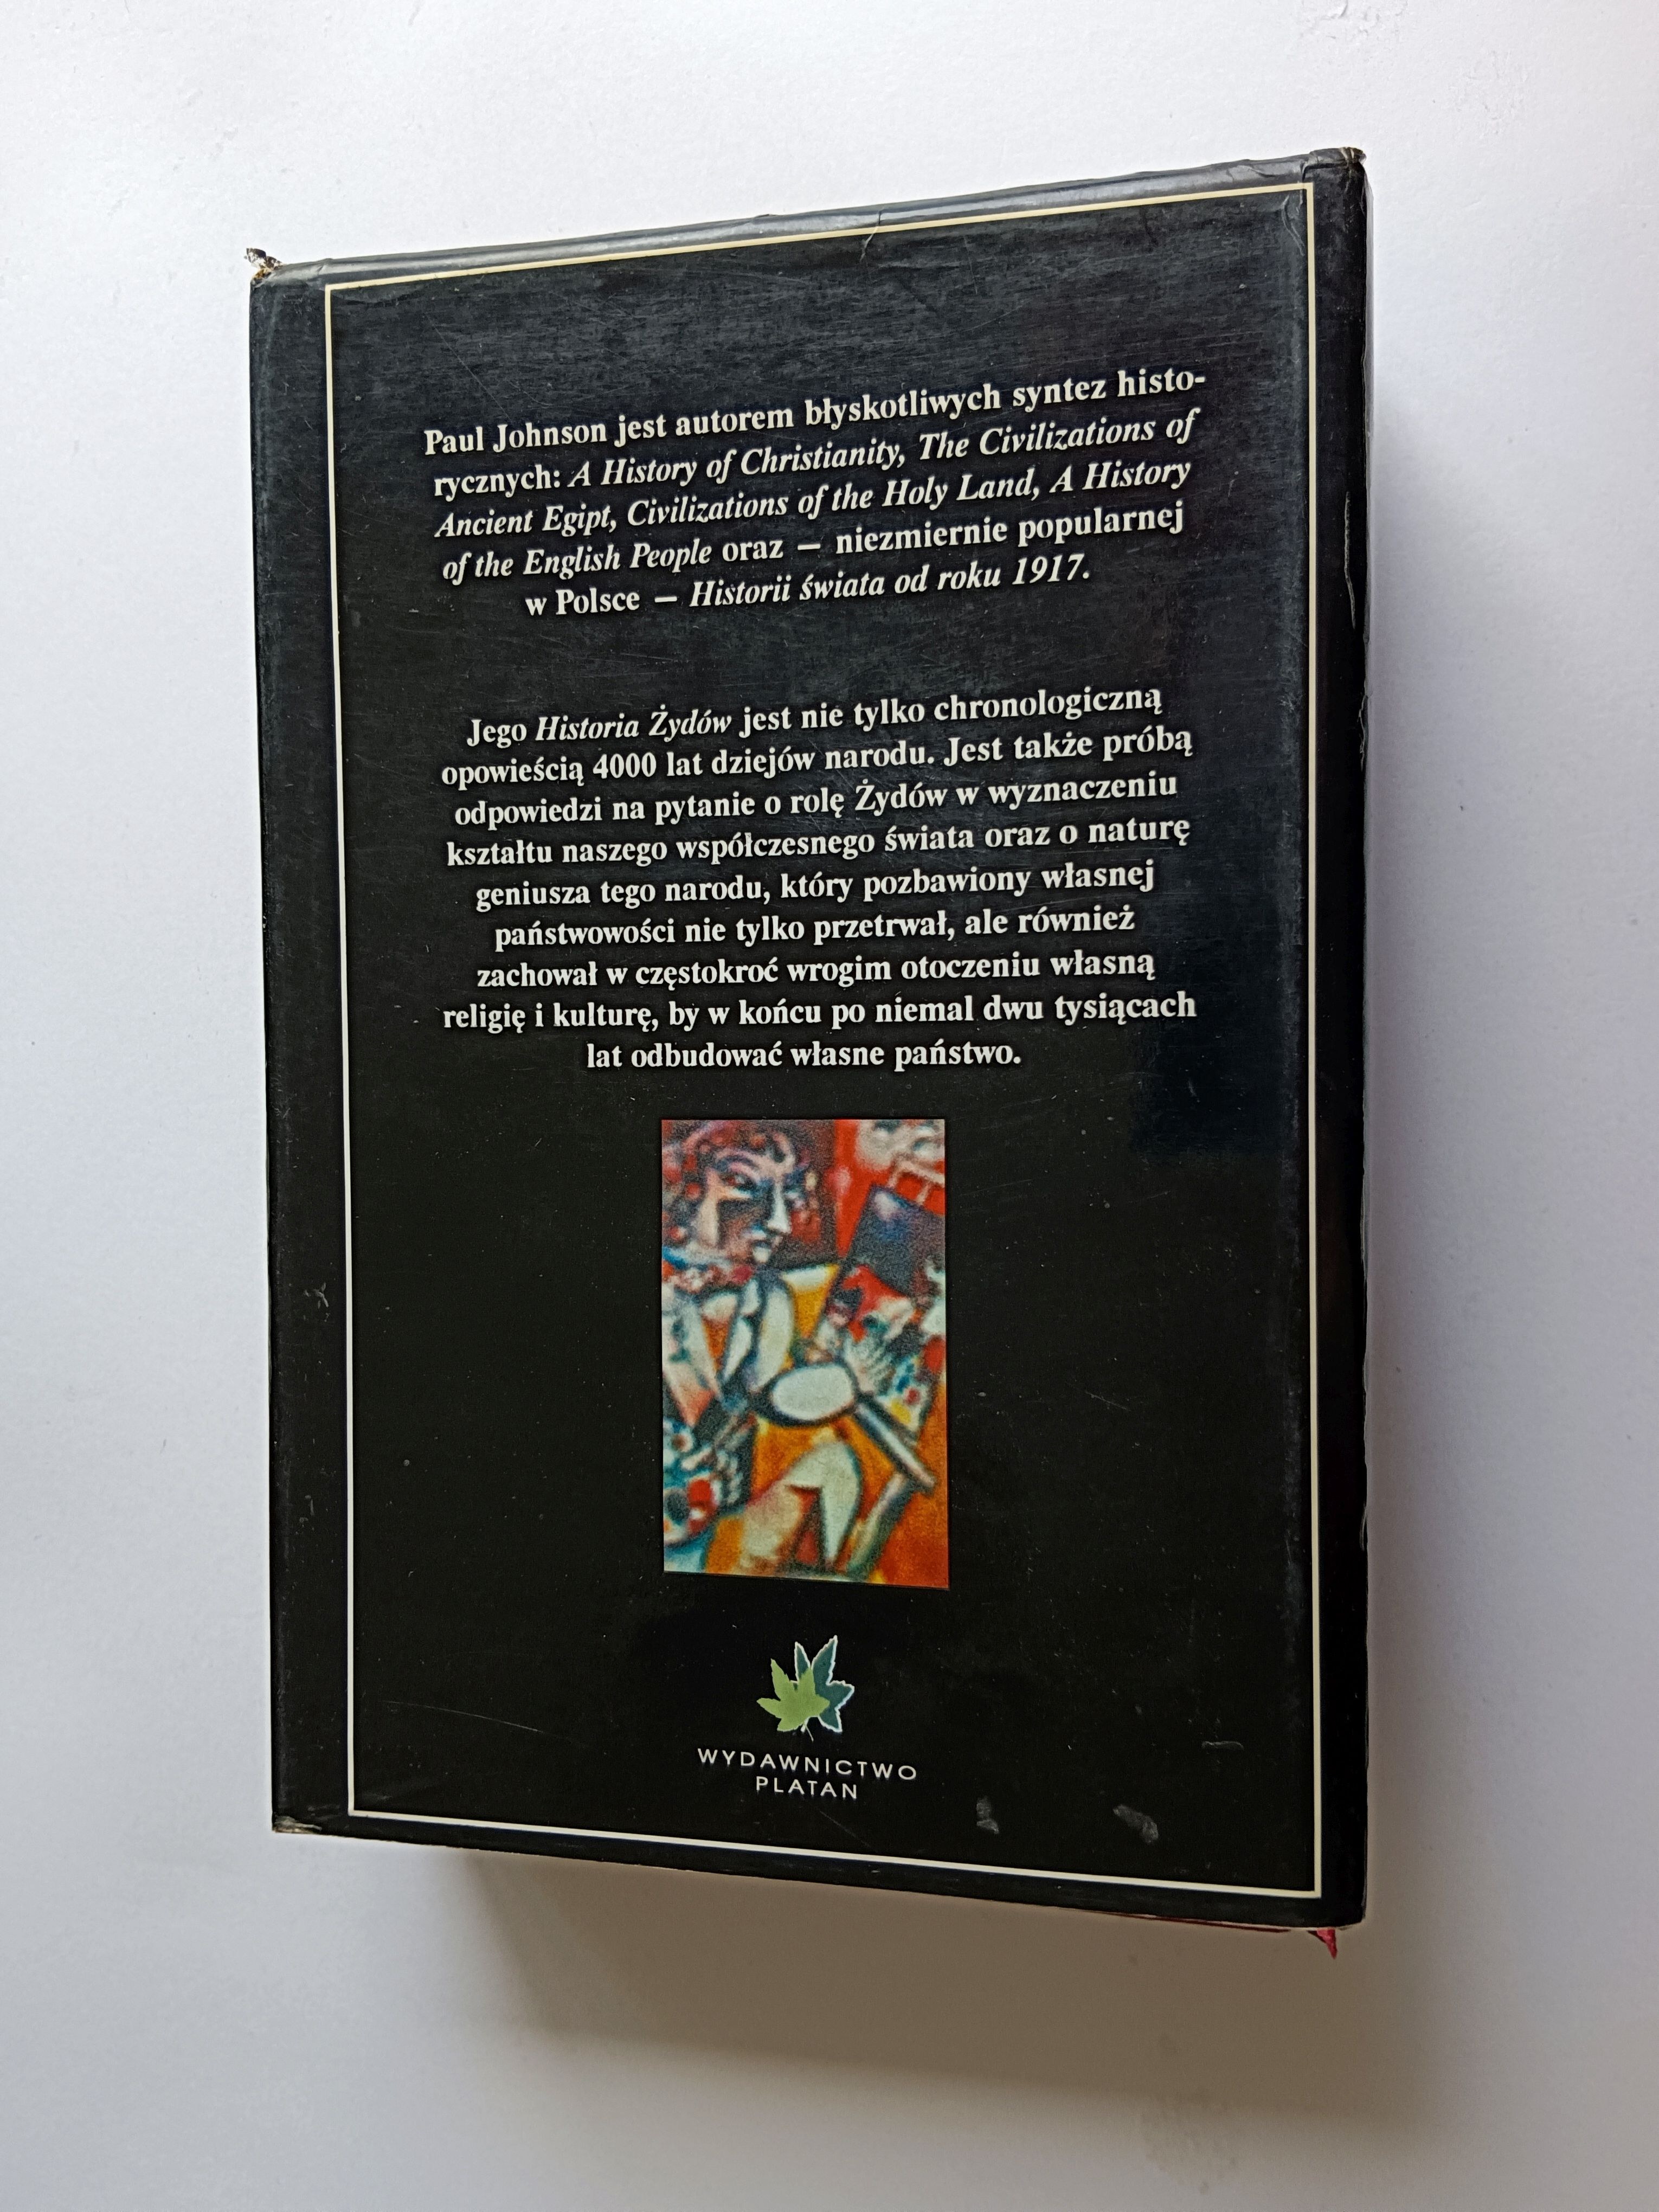 Paul Johnson jest autorem błyskotliwych syntez histo-
rycznych: A History of Christianity, The Civilizations of
Ancient Egipt, Civilizations of the Holy Land, A History
of the English People oraz – niezmiernie popularnej
w Polsce – Historii świata od roku 1917.
Jego Historia Żydów jest nie tylko chronologiczną
opowieścią 4000 lat dziejów narodu. Jest także próbą
odpowiedzi na pytanie o rolę Żydów w wyznaczeniu
kształtu naszego współczesnego świata oraz o naturę
geniusza tego narodu, który pozbawiony własnej
państwowości nie tylko przetrwał, ale również
zachował w częstokroć wrogim otoczeniu własną
religię i kulturę, by w końcu po niemal dwu tysiącach
lat odbudować własne państwo.
WYDAWNICTWO
PLATAN